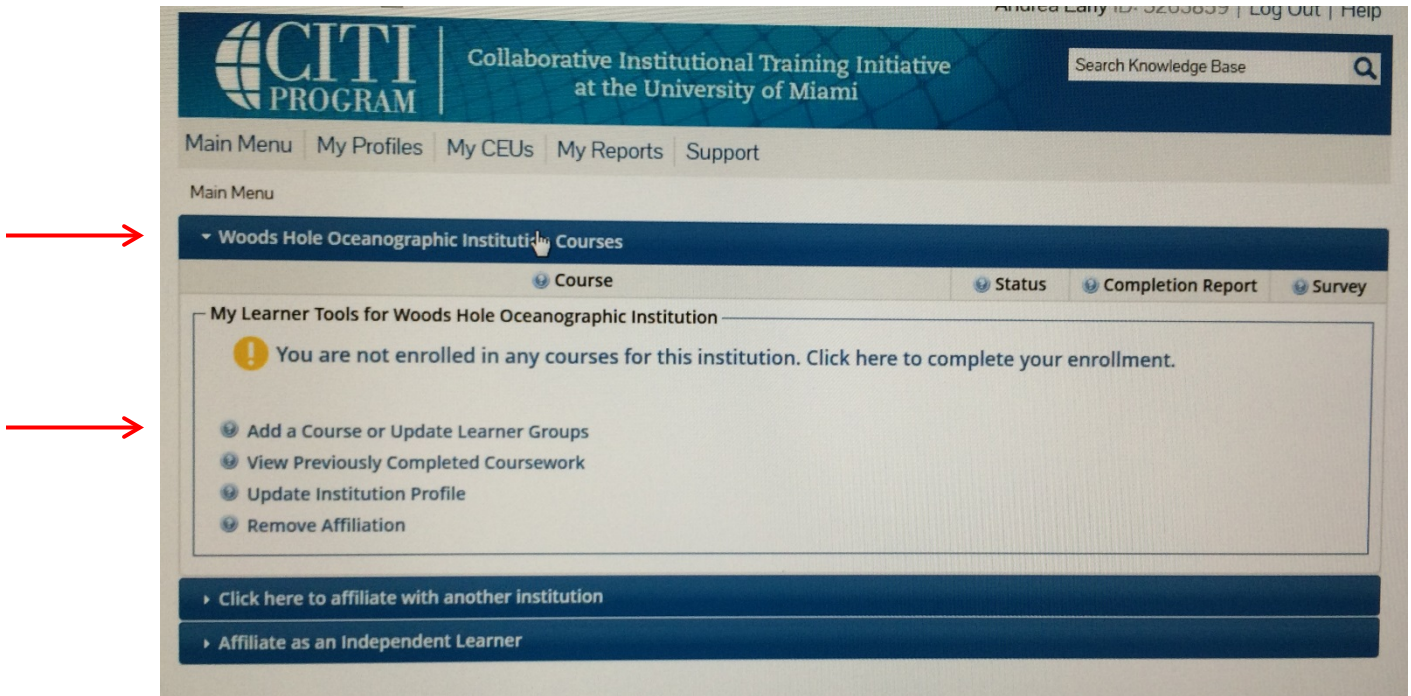 Andrea Early ID: 5205859 | Log Out | Help
CITI PROGRAM
Collaborative Institutional Training Initiative
at the University of Miami
Search Knowledge Base
Main Menu My Profiles My CEUs My Reports Support
Main Menu
Woods Hole Oceanographic Institution Courses
Course Status Completion Report Survey
My Learner Tools for Woods Hole Oceanographic Institution
You are not enrolled in any courses for this institution. Click here to complete your enrollment.
Add a Course or Update Learner Groups
View Previously Completed Coursework
Update Institution Profile
Remove Affiliation
Click here to affiliate with another institution
Affiliate as an Independent Learner